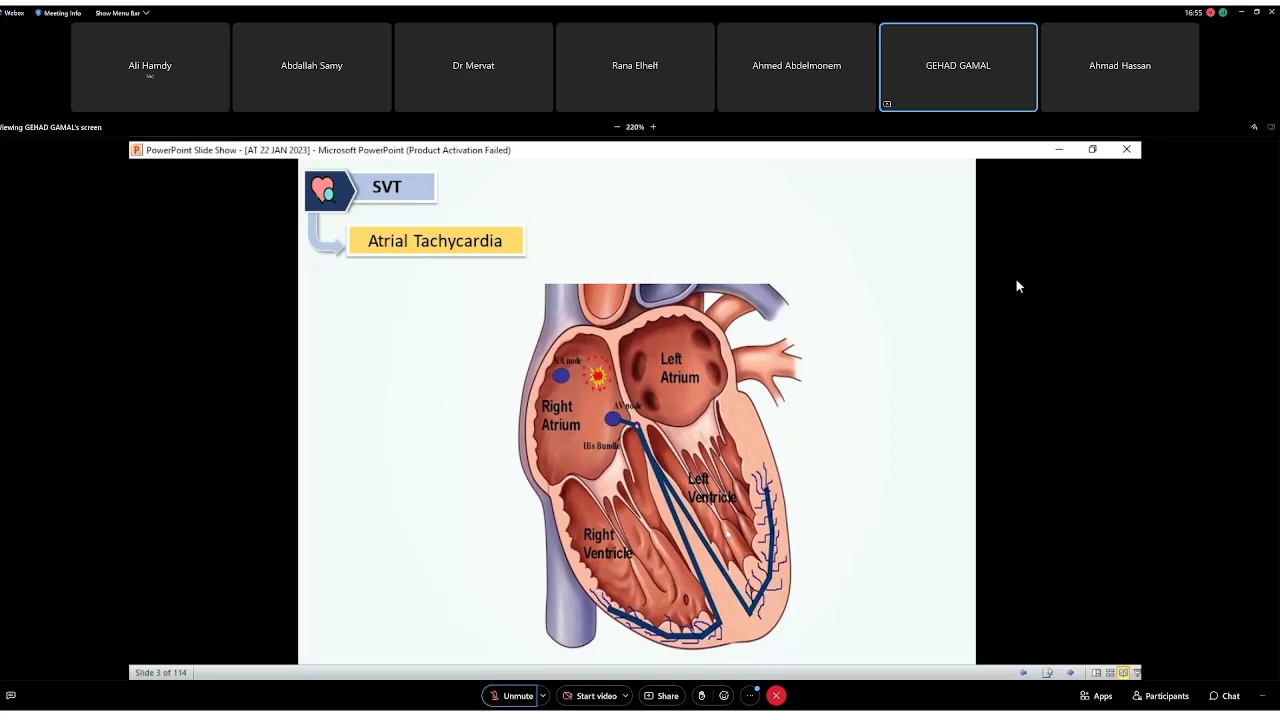 Webex
Meeting Info
Show Menu Bar
16:55
Ali Hamdy
Me
Abdallah Samy
Dr Mervat
Rana Elhelf
Ahmed Abdelmonem
GEHAD GAMAL
Ahmad Hassan
iewing GEHAD GAMAL's screen
220%
PowerPoint Slide Show - [AT 22 JAN 2023] - Microsoft PowerPoint (Product Activation Failed)
SVT
Atrial Tachycardia
SA node
Left
Atrium
Right
Atrium
AV node
His Bundle
Left
Ventricle
Right
Ventricle
Slide 3 of 114
Unmute
Start video
Share
Apps
Participants
Chat